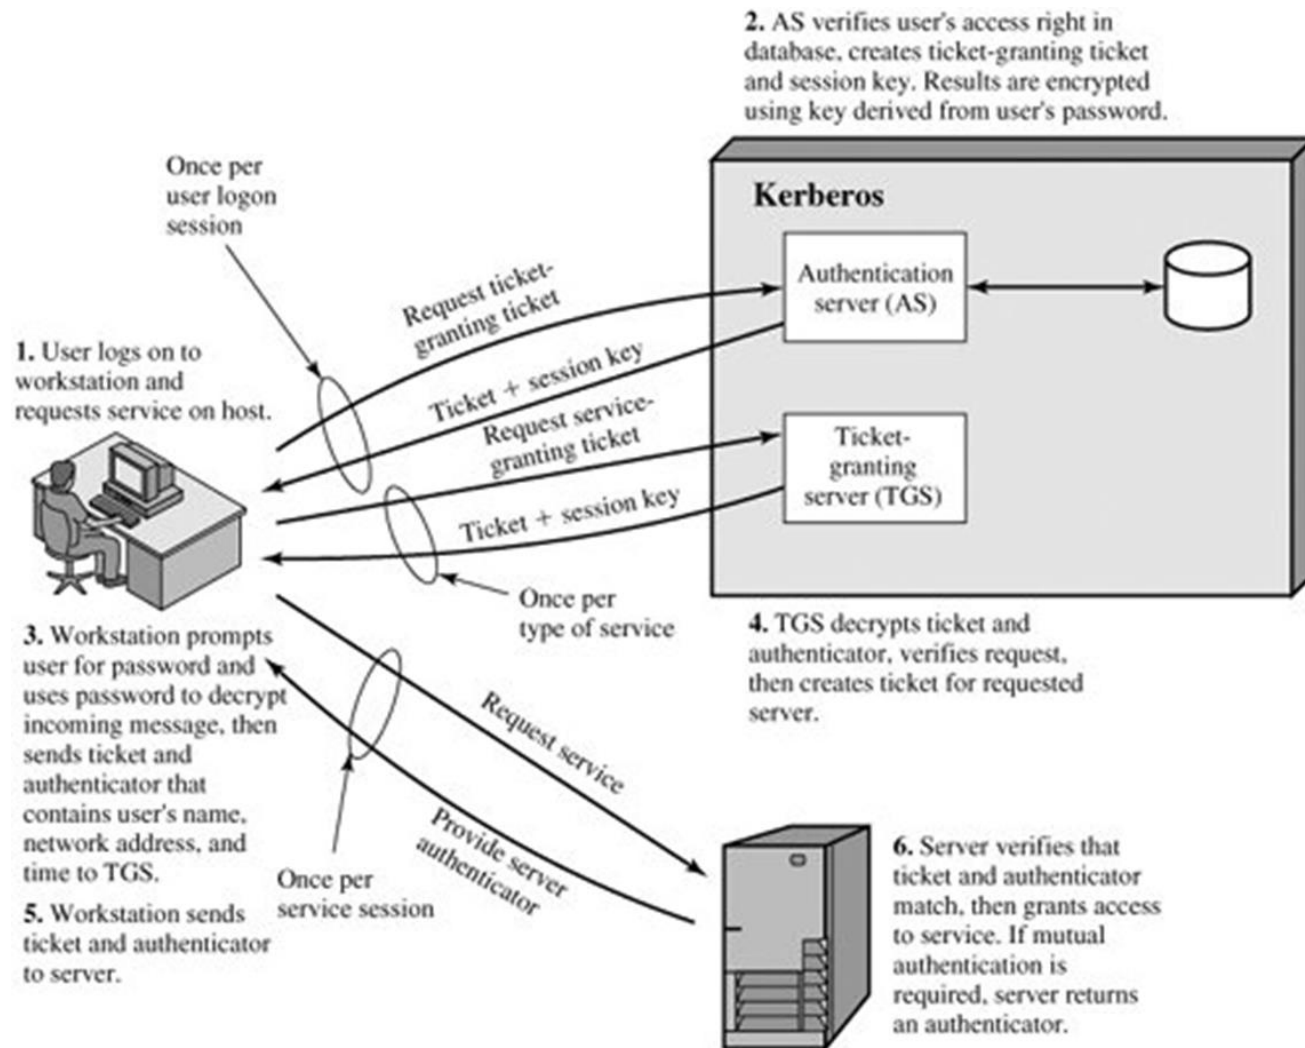 2. AS verifies user's access right in
database, creates ticket-granting ticket
and session key. Results are encrypted
using key derived from user's password.
Once per
user logon
session
Kerberos
Authentication
server (AS)
Request ticket-
granting ticket
1. User logs on to
workstation and
requests service on host.
Ticket + session key
Request service-
granting ticket
Ticket-
granting
server (TGS)
Ticket + session key
Once per
type of service
3. Workstation prompts
user for password and
uses password to decrypt
incoming message, then
sends ticket and
authenticator that
contains user's name,
network address, and
time to TGS.
4. TGS decrypts ticket and
authenticator, verifies request,
then creates ticket for requested
server.
Request service
Provide server
authenticator
Once per
service session
5. Workstation sends
ticket and authenticator
to server.
6. Server verifies that
ticket and authenticator
match, then grants access
to service. If mutual
authentication is
required, server returns
an authenticator.